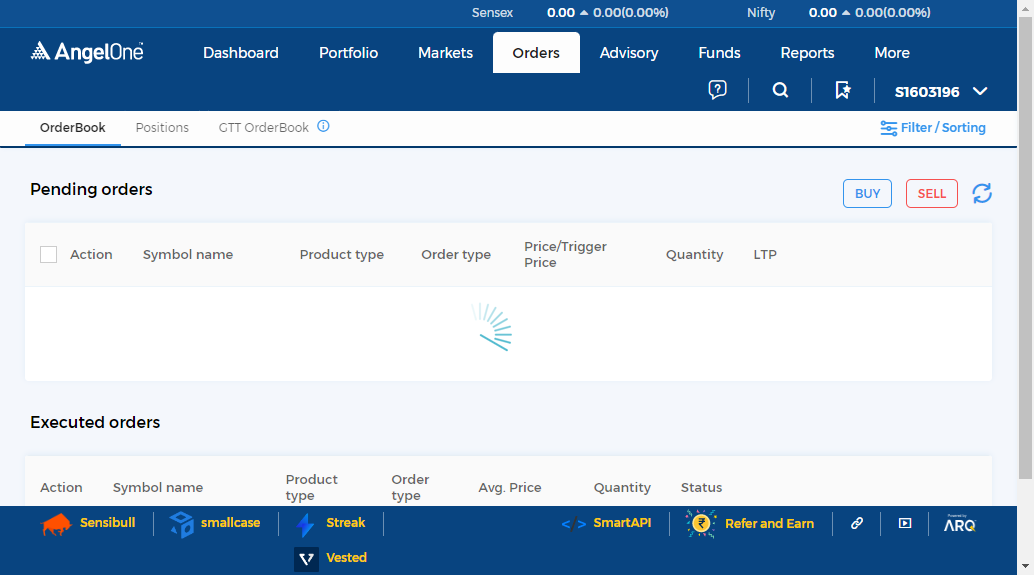 Sensex 0.00 0.00(0.00%) Nifty 0.00 0.00(0.00%)
AngelOne Dashboard Portfolio Markets Orders Advisory Funds Reports More
S1603196
OrderBook Positions GTT OrderBook Filter / Sorting
Pending orders BUY SELL
Action Symbol name Product type Order type Price/Trigger Price Quantity LTP
Executed orders
Action Symbol name Product type Order type Avg. Price Quantity Status
Sensibull smallcase Streak SmartAPI Refer and Earn Powered by ARQ
Vested